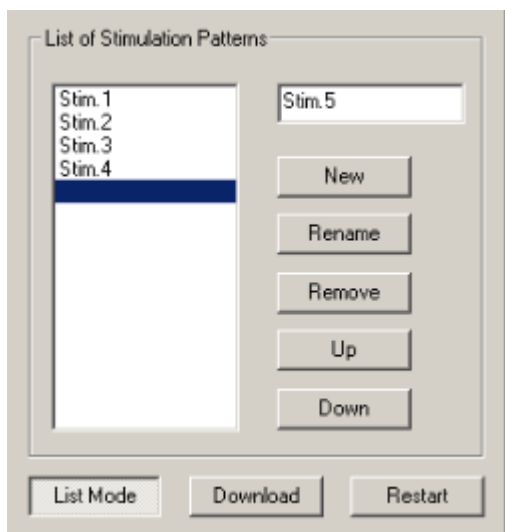 List of Stimulation Patterns
Stim.1
Stim.2
Stim.3
Stim.4
Stim.5
New
Rename
Remove
Up
Down
List Mode
Download
Restart